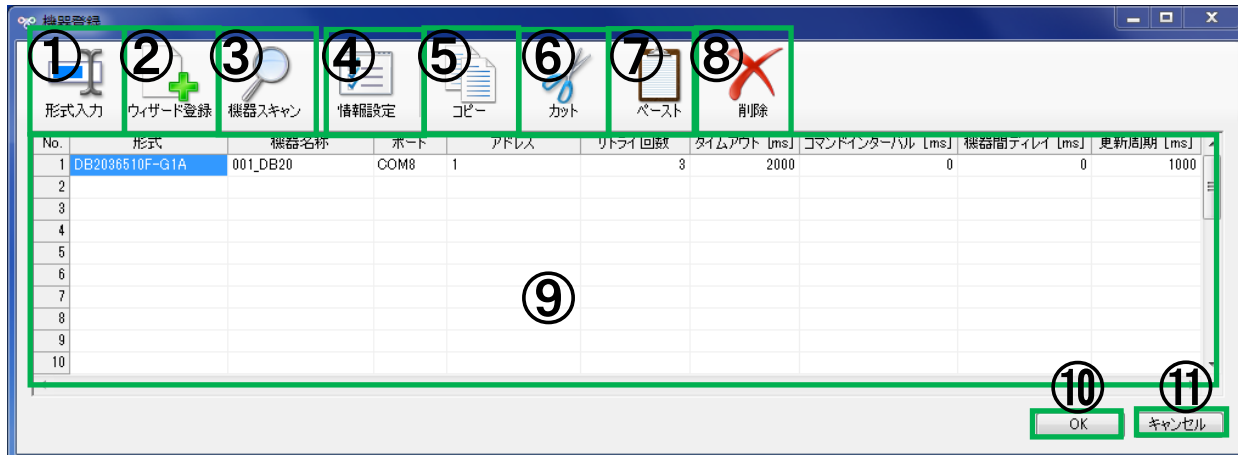 機器登録
① ② ③ ④ ⑤ ⑥ ⑦ ⑧
形式入力 ウィザード登録 機器スキャン 情報設定 コピー カット ペースト 削除
No. 形式 機器名称 ポート アドレス リトライ回数 タイムアウト [ms] コマンドインターバル [ms] 機器間ディレイ [ms] 更新周期 [ms]
1 DB2036510F-G1A 001_DB20 COM8 1 3 2000 0 0 1000
2
3
4
5
6
7
8
9
10
⑨
⑩ ⑪
OK キャンセル